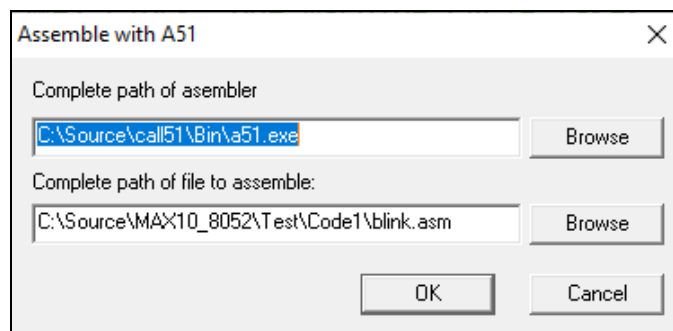 Assemble with A51
Complete path of asembler
C:\Source\call51\Bin\a51.exe
Browse
Complete path of file to assemble:
C:\Source\MAX10_8052\Test\Code1\blink.asm
Browse
OK
Cancel